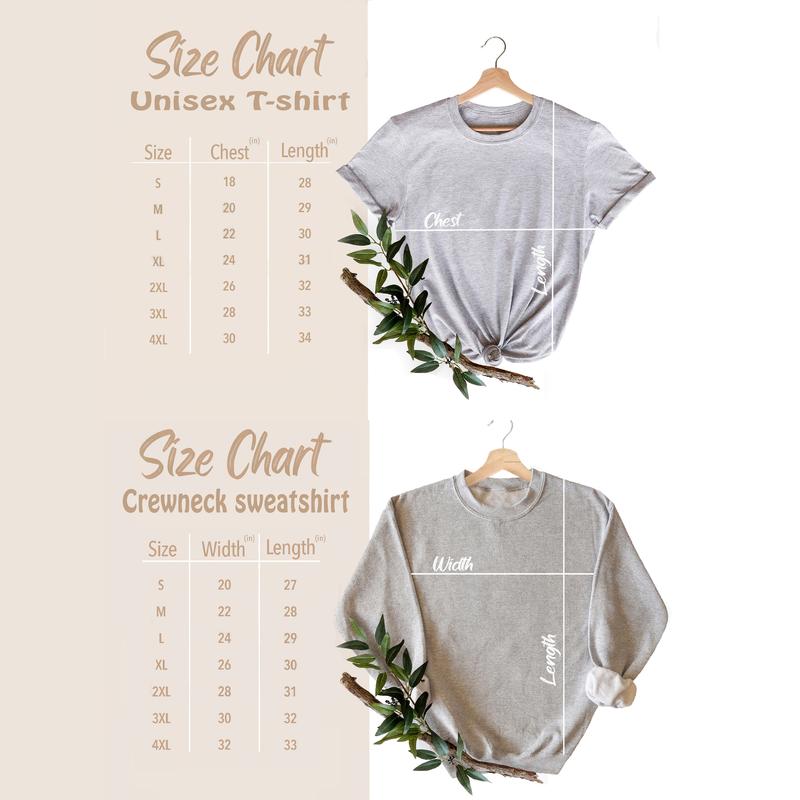 Size Chart
Unisex T-shirt
Size Chest (in) Length (in)
S 18 28
M 20 29
L 22 30
XL 24 31
2XL 26 32
3XL 28 33
4XL 30 34
Chest
Length
Size Chart
Crewneck sweatshirt
Size Width (in) Length (in)
S 20 27
M 22 28
L 24 29
XL 26 30
2XL 28 31
3XL 30 32
4XL 32 33
Width
Length